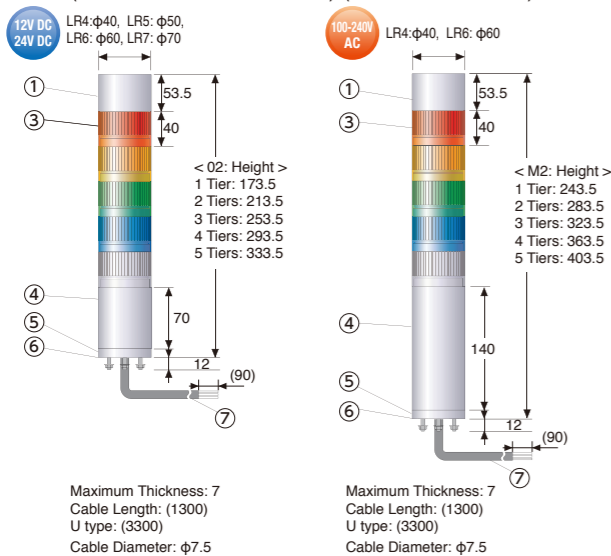 12V DC
24V DC
LR4:φ40, LR5: φ50,
LR6: φ60, LR7: φ70
①
③
53.5
40
< 02: Height >
1 Tier: 173.5
2 Tiers: 213.5
3 Tiers: 253.5
4 Tiers: 293.5
5 Tiers: 333.5
④
70
⑤
⑥
12
(90)
⑦
Maximum Thickness: 7
Cable Length: (1300)
U type: (3300)
Cable Diameter: φ7.5
100-240V
AC
LR4:φ40, LR6: φ60
①
③
53.5
40
< M2: Height >
1 Tier: 243.5
2 Tiers: 283.5
3 Tiers: 323.5
4 Tiers: 363.5
5 Tiers: 403.5
④
140
⑤
⑥
12
(90)
⑦
Maximum Thickness: 7
Cable Length: (1300)
U type: (3300)
Cable Diameter: φ7.5